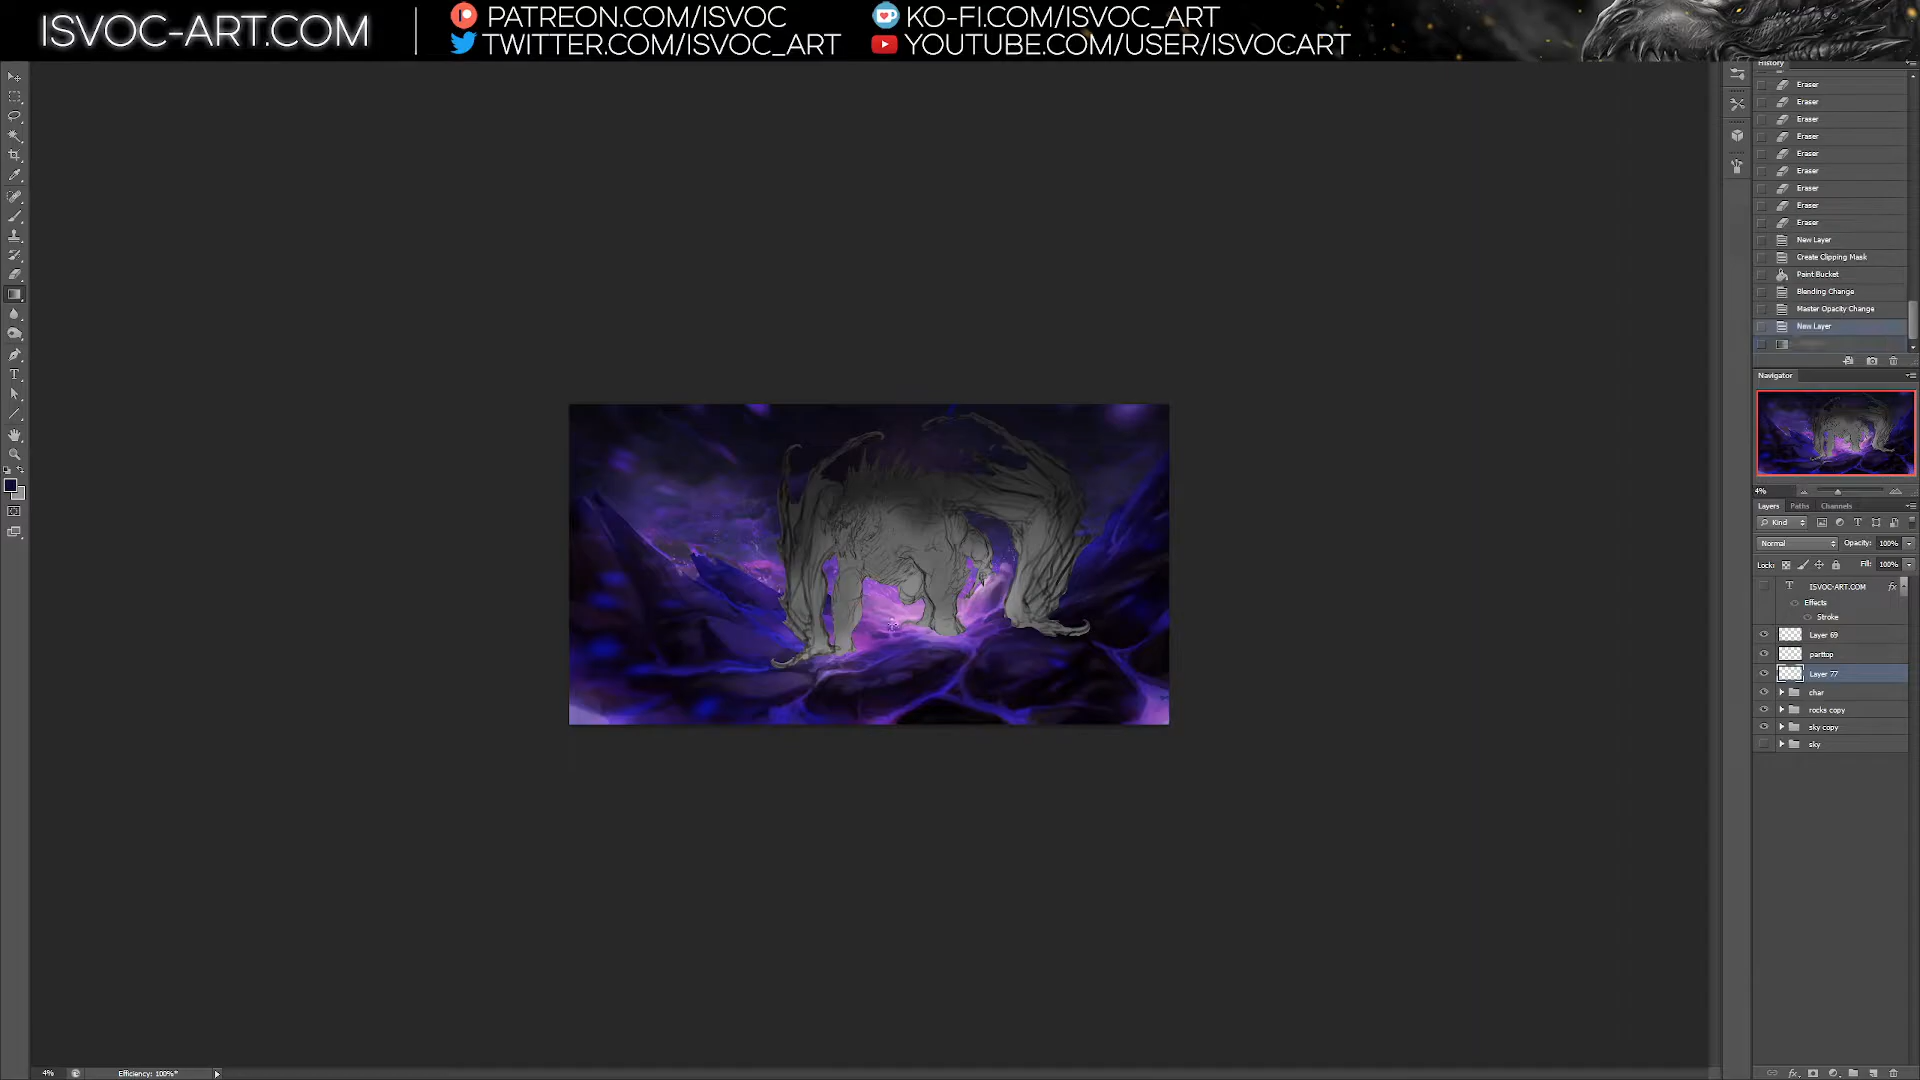 ISVOC-ART.COM
PATREON.COM/ISVOC
TWITTER.COM/ISVOC_ART
KO-FI.COM/ISVOC_ART
YOUTUBE.COM/USER/ISVOCART
History
Eraser
Eraser
Eraser
Eraser
Eraser
Eraser
Eraser
Eraser
Eraser
New Layer
Create Clipping Mask
Paint Bucket
Blending Change
Master Opacity Change
New Layer
Navigator
4%
Layers Paths Channels
Kind
Normal Opacity: 100%
Lock: Fill: 100%
T ISVOC-ART.COM fx
Effects
Stroke
Layer 69
parttop
Layer 77
char
rocks copy
sky copy
sky
4% Efficiency: 100%*